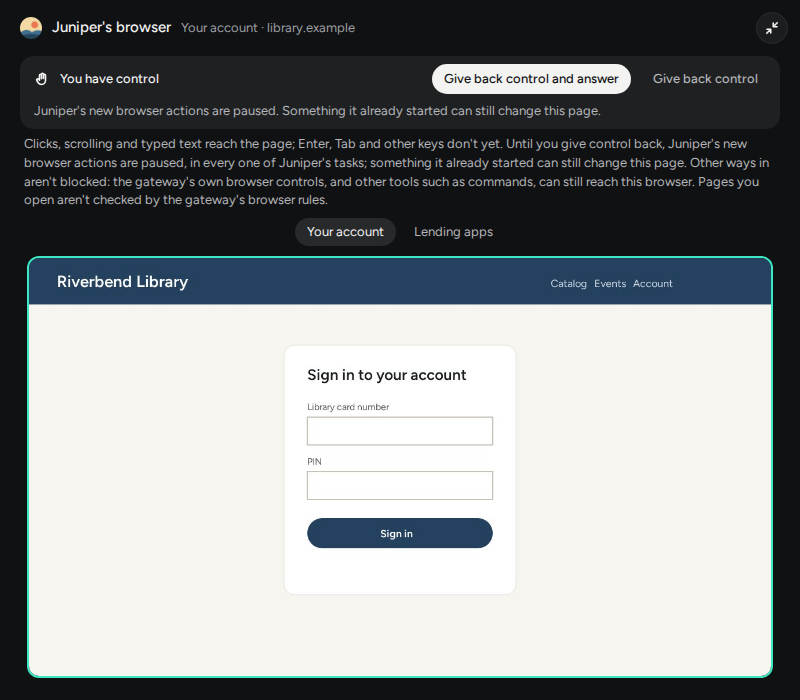 Juniper's browser Your account · library.example
You have control
Give back control and answer
Give back control
Juniper's new browser actions are paused. Something it already started can still change this page.
Clicks, scrolling and typed text reach the page; Enter, Tab and other keys don't yet. Until you give control back, Juniper's new
browser actions are paused, in every one of Juniper's tasks; something it already started can still change this page. Other ways in
aren't blocked: the gateway's own browser controls, and other tools such as commands, can still reach this browser. Pages you
open aren't checked by the gateway's browser rules.
Your account
Lending apps
Riverbend Library
Catalog Events Account
Sign in to your account
Library card number
PIN
Sign in